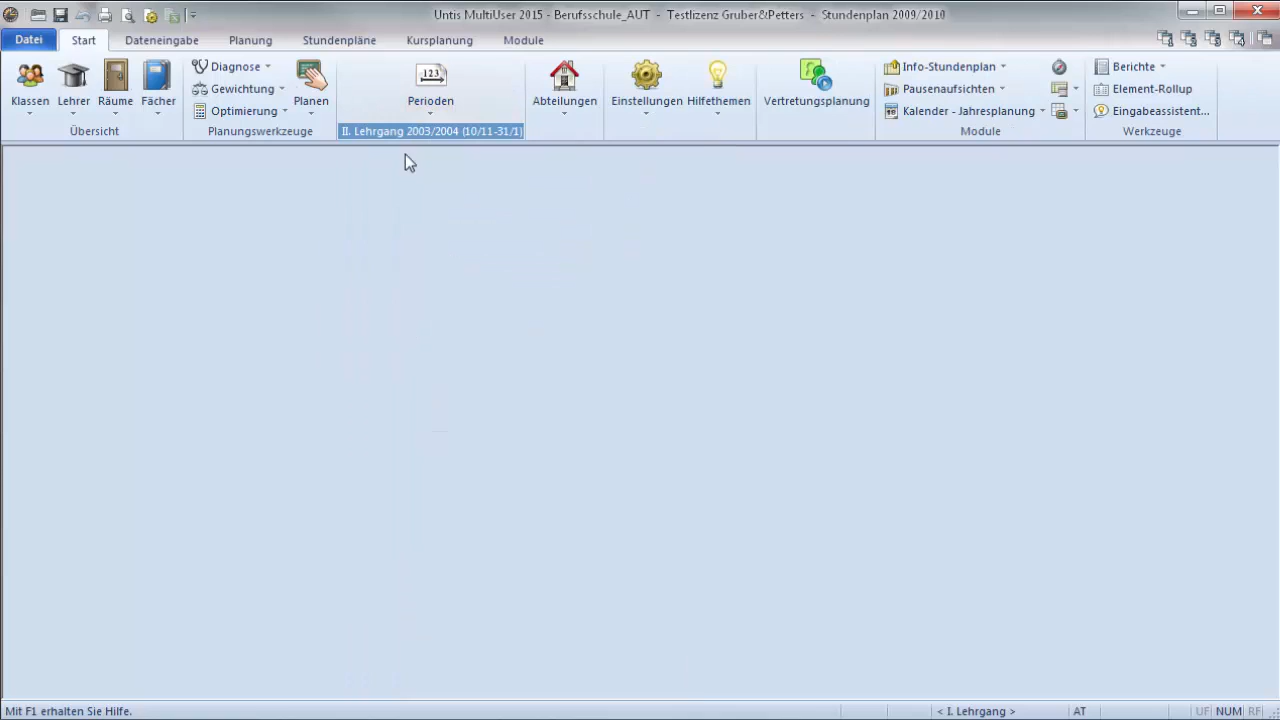 Untis MultiUser 2015 - Berufsschule_AUT - Testlizenz Gruber&Petters - Stundenplan 2009/2010
Datei Start Dateneingabe Planung Stundenpläne Kursplanung Module
Klassen Lehrer Räume Fächer
Übersicht
Diagnose
Gewichtung
Optimierung
Planen
Planungswerkzeuge
123
Perioden
II. Lehrgang 2003/2004 (10/11-31/1)
Abteilungen
Einstellungen Hilfethemen
Vertretungsplanung
Info-Stundenplan
Pausenaufsichten
Kalender - Jahresplanung
Module
Berichte
Element-Rollup
Eingabeassistent...
Werkzeuge
Mit F1 erhalten Sie Hilfe. < I. Lehrgang > AT UF NUM RF